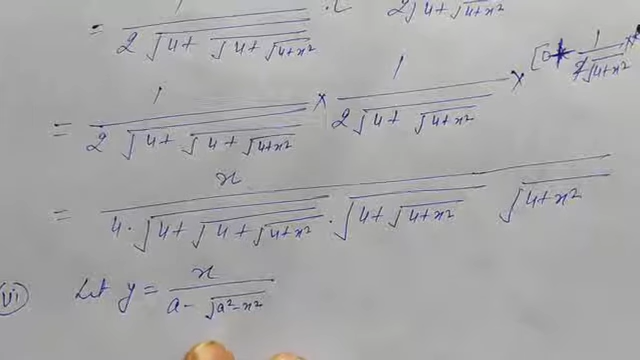 = 1 / 2 √(4+ √(4+ √(4+x²))) . 2√(4+√(4+x²))
= 1 / 2 √(4+ √(4+ √(4+x²))) × 1 / 2 √(4+ √(4+x²)) × [0+ 1 / 2√(4+x²) ×
= x / 4. √(4+ √(4+ √(4+x²))) . √(4+ √(4+x²)) √(4+x²)
(vi) Let y = x / a - √(a²-x²)